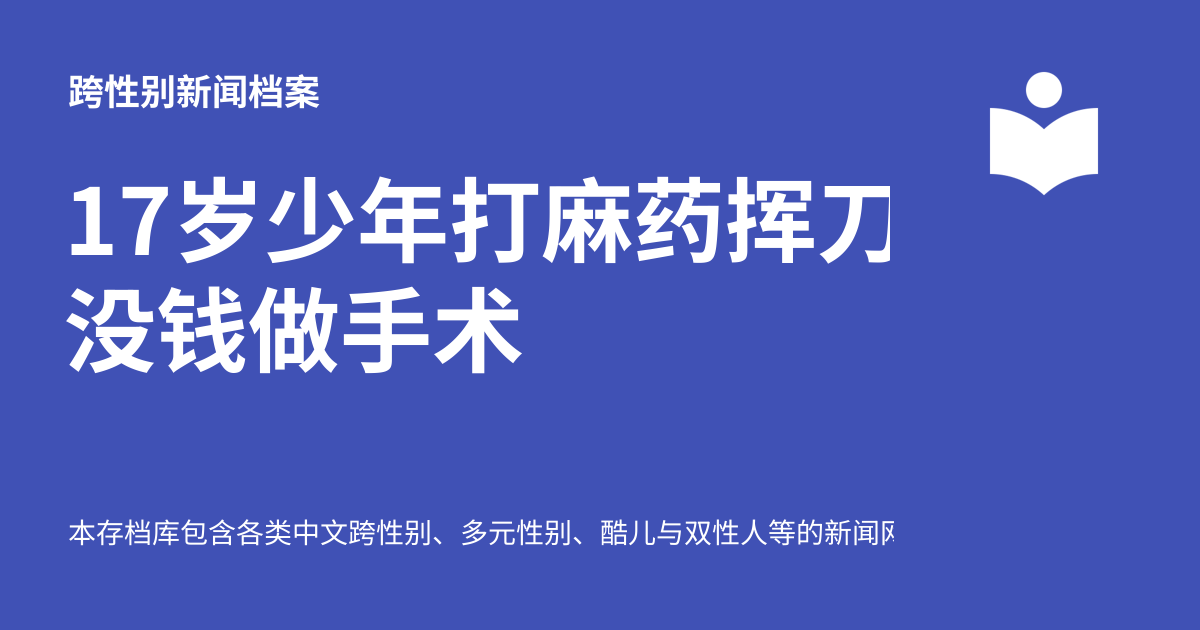 跨性别新闻档案
17岁少年打麻药挥刀
没钱做手术
本存档库包含各类中文跨性别、多元性别、酷儿与双性人等的新闻网